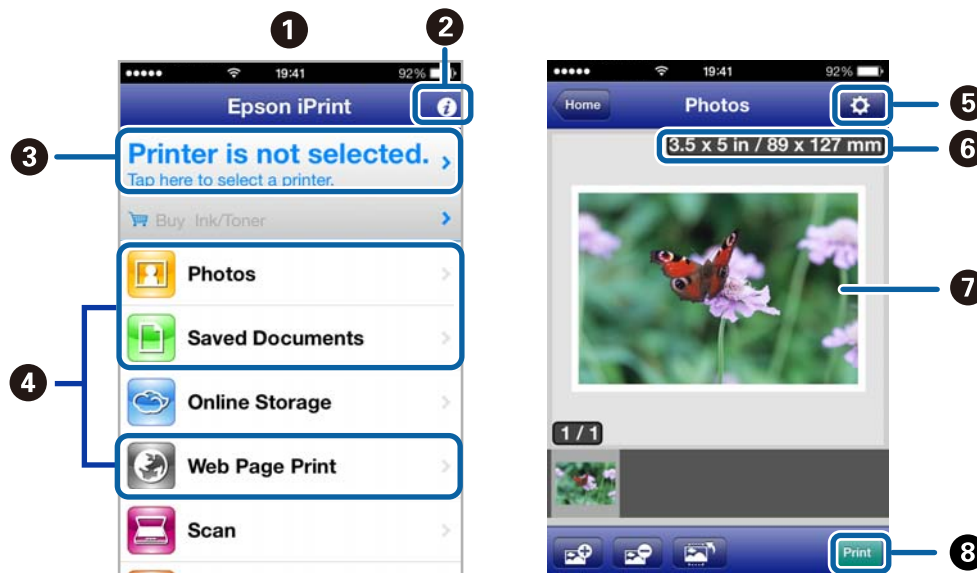 1
2
19:41
92%
Epson iPrint
i
3
Printer is not selected.
Tap here to select a printer.
Buy Ink/Toner
Photos
Saved Documents
4
Online Storage
Web Page Print
Scan
19:41
92%
Home
Photos
5
3.5 x 5 in / 89 x 127 mm
6
7
1 / 1
Print
8